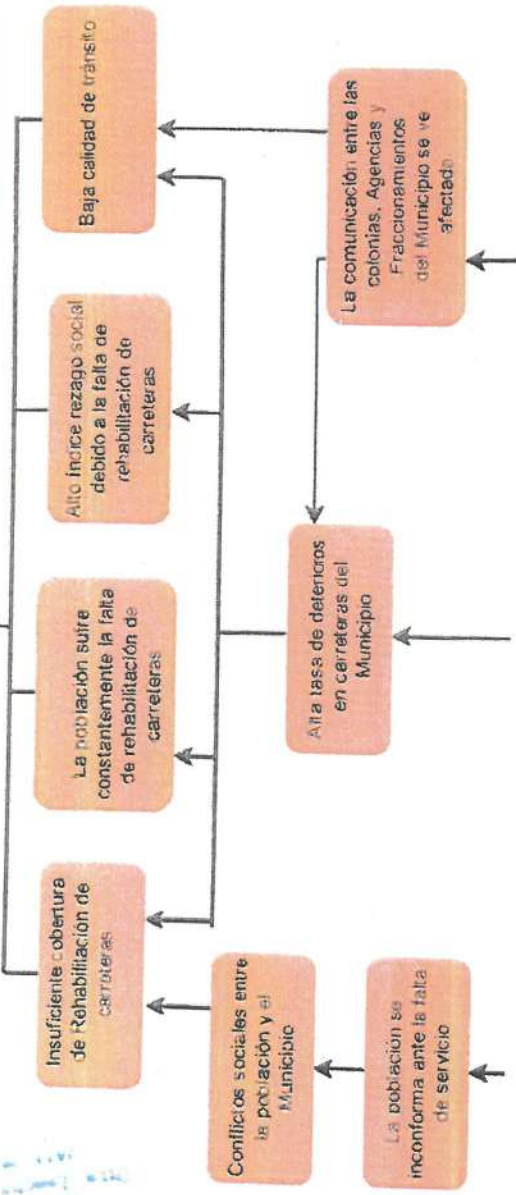 Insuficiente cobertura
de Rehabilitación de
carreteras
La población sufre
constantemente la falta
de rehabilitación de
carreteras
Alto índice rezago social
debido a la falta de
rehabilitación de
carreteras
Baja calidad de tránsito
Conflictos sociales entre
la población y el
Municipio
Alta tasa de deterioros
en carreteras del
Municipio
La comunicación entre las
colonias, Agencias y
Fraccionamientos
del Municipio se ve
afectada
La población se
inconforma ante la falta
de servicio